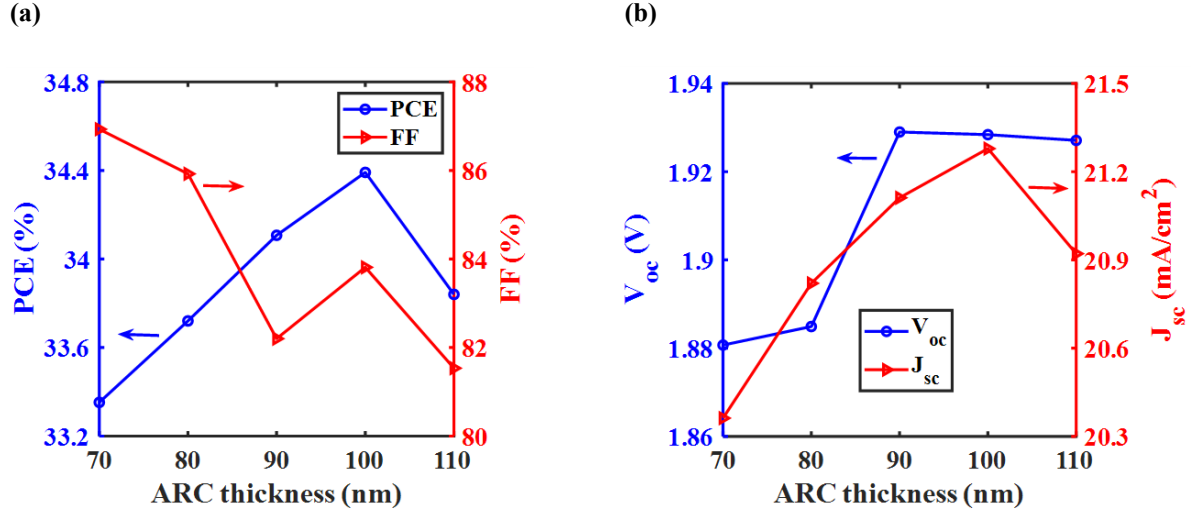 (a)
(b)
34.8
34.4
34
33.6
33.2
PCE (%)
88
86
84
82
80
FF (%)
PCE
FF
70 80 90 100 110
ARC thickness (nm)
1.94
1.92
1.9
1.88
1.86
Voc (V)
21.5
21.2
20.9
20.6
20.3
Jsc (mA/cm²)
Voc
Jsc
70 80 90 100 110
ARC thickness (nm)